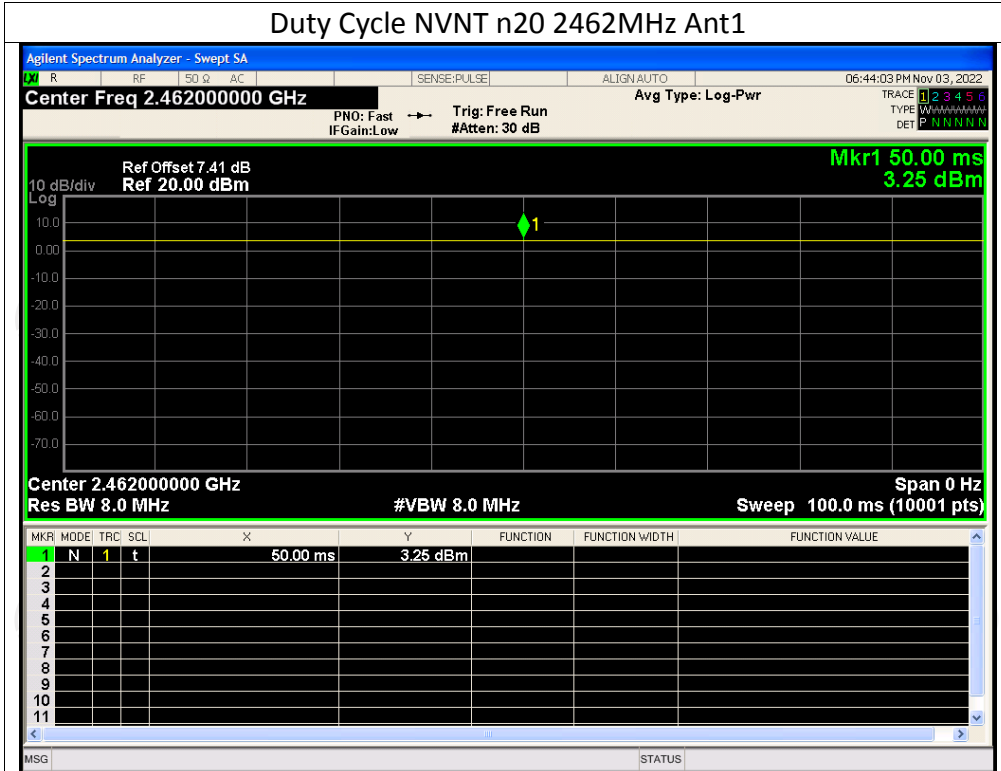 Duty Cycle NVNT n20 2462MHz Ant1
Agilent Spectrum Analyzer - Swept SA
LXI R RF 50 Ω AC SENSE:PULSE ALIGN AUTO 06:44:03 PM Nov 03, 2022
Center Freq 2.462000000 GHz Avg Type: Log-Pwr TRACE 1 2 3 4 5 6
PNO: Fast Trig: Free Run TYPE WWWWWWW
IFGain:Low #Atten: 30 dB DET P N N N N N
Mkr1 50.00 ms
Ref Offset 7.41 dB
10 dB/div Ref 20.00 dBm 3.25 dBm
Log
10.0
1
0.00
-10.0
-20.0
-30.0
-40.0
-50.0
-60.0
-70.0
Center 2.462000000 GHz Span 0 Hz
Res BW 8.0 MHz #VBW 8.0 MHz Sweep 100.0 ms (10001 pts)
MKR MODE TRC SCL X Y FUNCTION FUNCTION WIDTH FUNCTION VALUE
1 N 1 t 50.00 ms 3.25 dBm
2
3
4
5
6
7
8
9
10
11
MSG STATUS